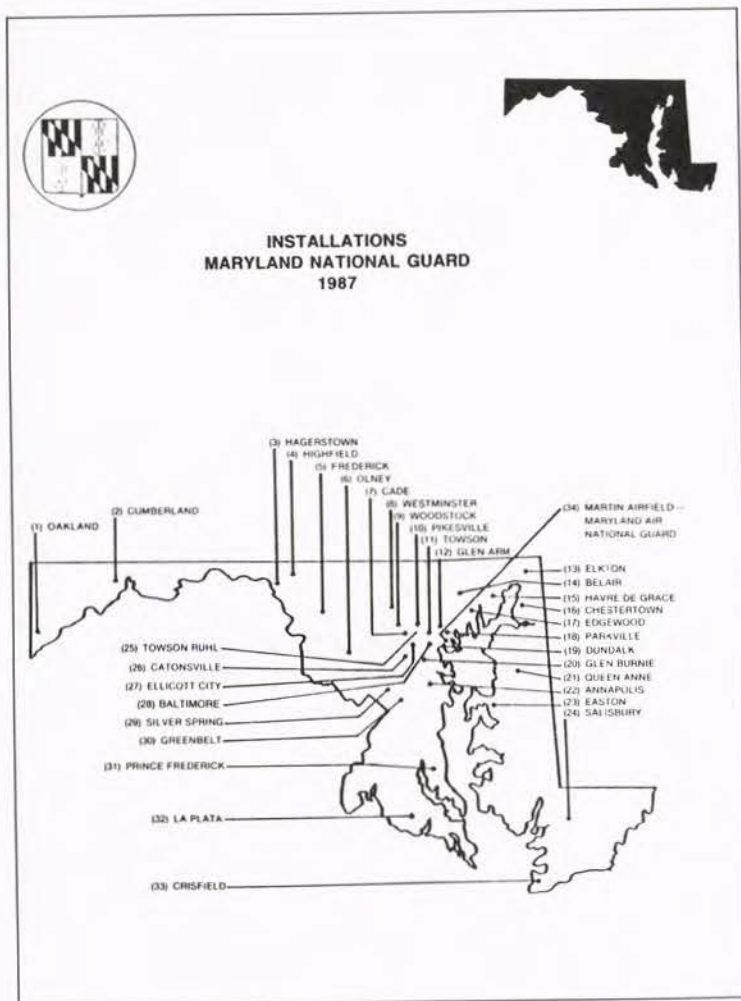 INSTALLATIONS
MARYLAND NATIONAL GUARD
1987
(1) OAKLAND
(2) CUMBERLAND
(3) HAGERSTOWN
(4) HIGHFIELD
(5) FREDERICK
(6) OLNEY
(7) CADE
(8) WESTMINSTER
(9) WOODSTOCK
(10) PIKESVILLE
(11) TOWSON
(12) GLEN ARM
(34) MARTIN AIRFIELD —
MARYLAND AIR
NATIONAL GUARD
(13) ELKTON
(14) BELAIR
(15) HAVRE DE GRACE
(16) CHESTERTOWN
(17) EDGEWOOD
(18) PARKVILLE
(19) DUNDALK
(20) GLEN BURNIE
(21) QUEEN ANNE
(22) ANNAPOLIS
(23) EASTON
(24) SALISBURY
(25) TOWSON RUHL
(26) CATONSVILLE
(27) ELLICOTT CITY
(28) BALTIMORE
(29) SILVER SPRING
(30) GREENBELT
(31) PRINCE FREDERICK
(32) LA PLATA
(33) CRISFIELD